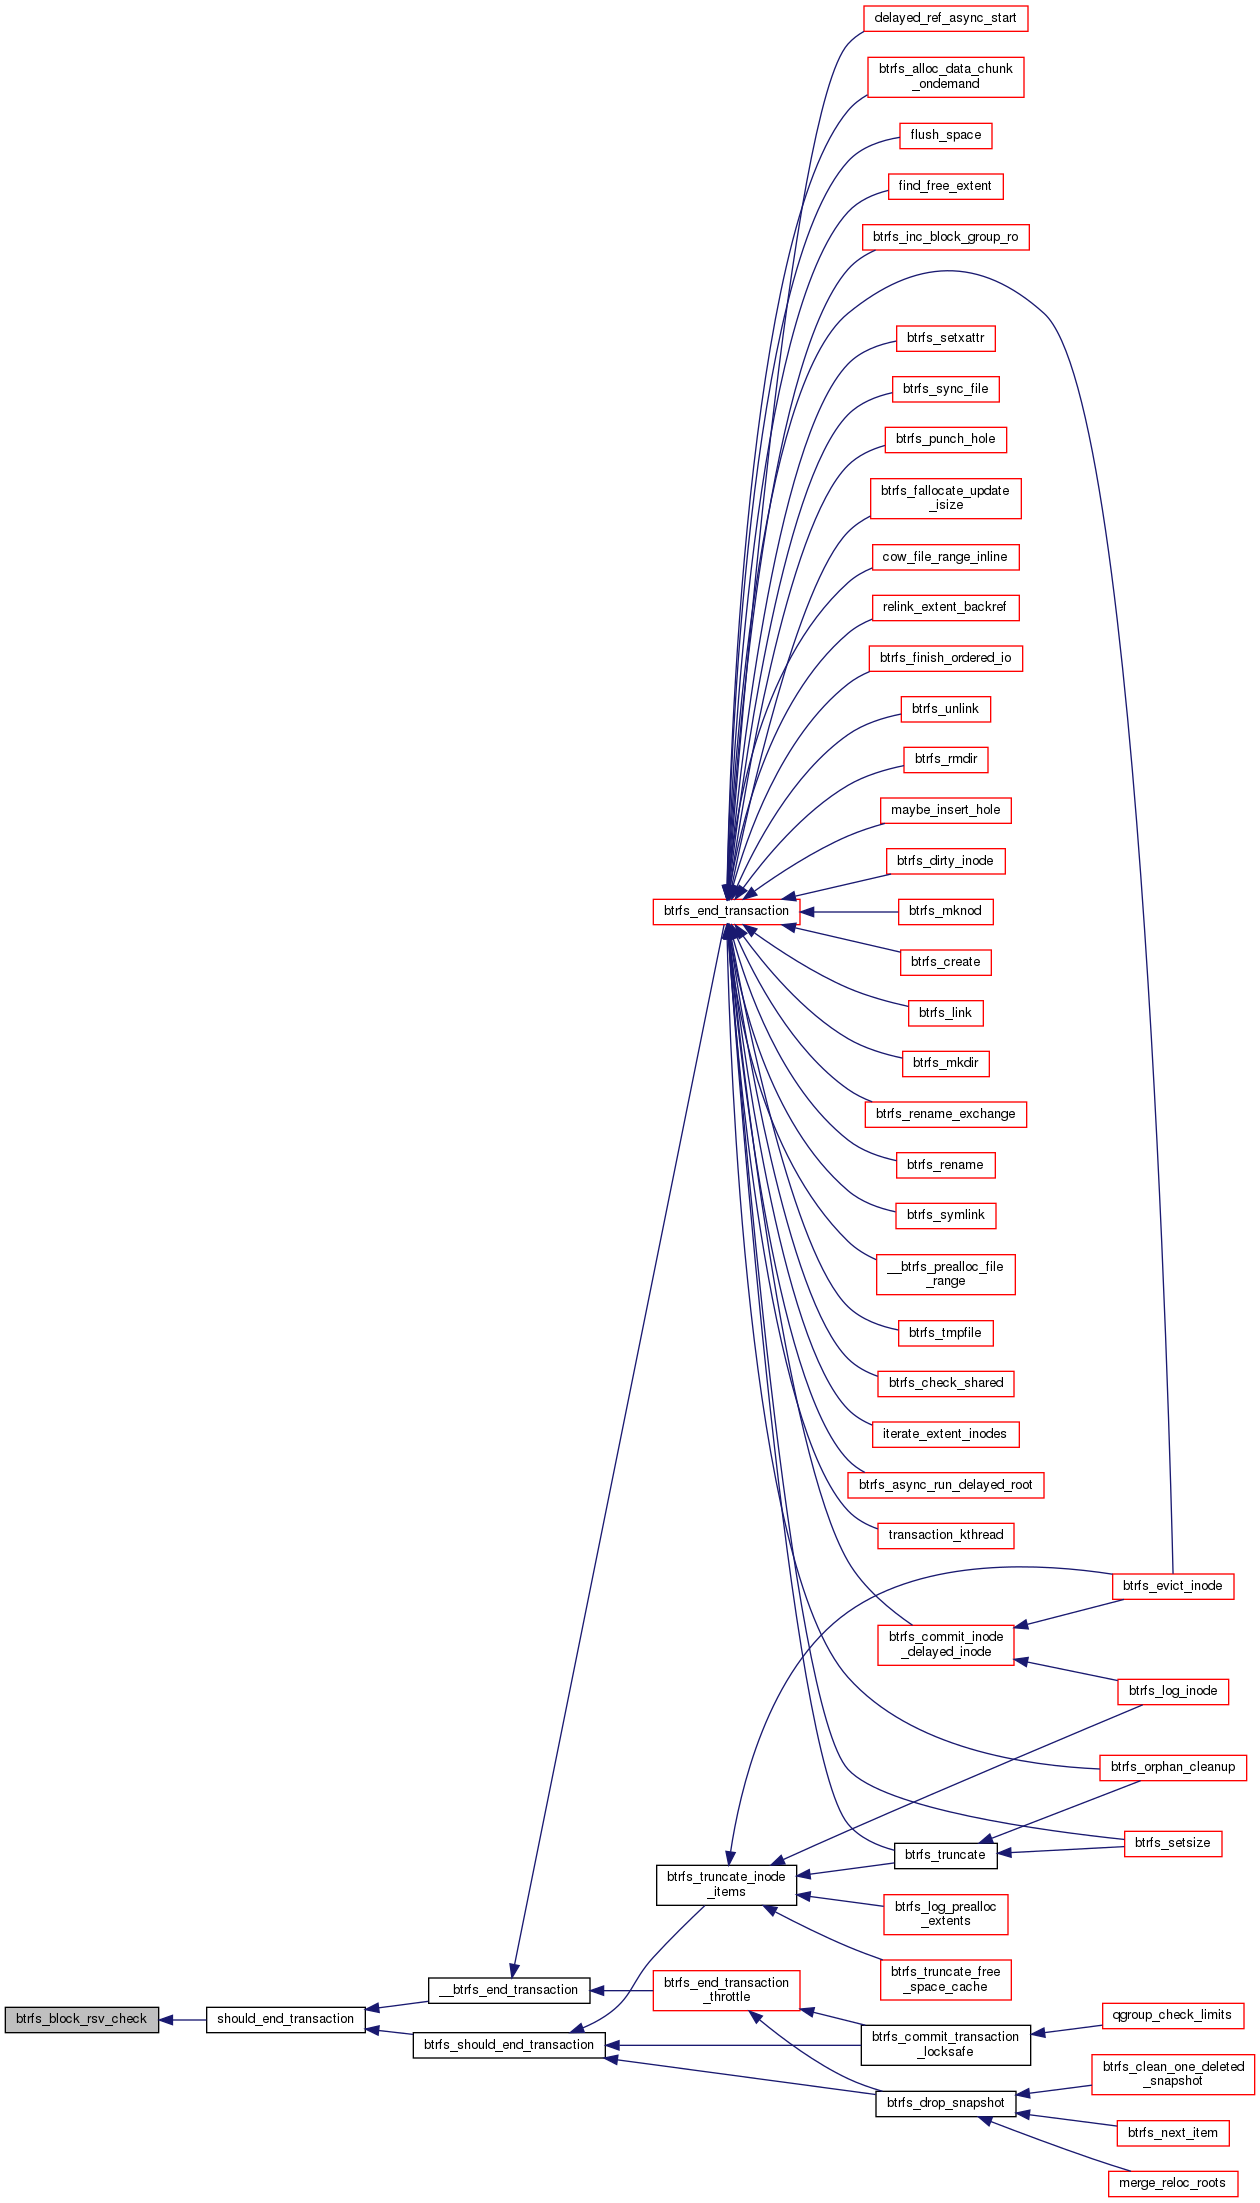 delayed_ref_async_start
btrfs_alloc_data_chunk
_ondemand
flush_space
find_free_extent
btrfs_inc_block_group_ro
btrfs_setxattr
btrfs_sync_file
btrfs_punch_hole
btrfs_fallocate_update
_isize
cow_file_range_inline
relink_extent_backref
btrfs_finish_ordered_io
btrfs_unlink
btrfs_rmdir
maybe_insert_hole
btrfs_dirty_inode
btrfs_end_transaction
btrfs_mknod
btrfs_create
btrfs_link
btrfs_mkdir
btrfs_rename_exchange
btrfs_rename
btrfs_symlink
__btrfs_prealloc_file
_range
btrfs_tmpfile
btrfs_check_shared
iterate_extent_inodes
btrfs_async_run_delayed_root
transaction_kthread
btrfs_evict_inode
btrfs_commit_inode
_delayed_inode
btrfs_log_inode
btrfs_orphan_cleanup
btrfs_setsize
btrfs_truncate
btrfs_truncate_inode
_items
btrfs_log_prealloc
_extents
btrfs_truncate_free
_space_cache
__btrfs_end_transaction
btrfs_end_transaction
_throttle
btrfs_block_rsv_check
should_end_transaction
btrfs_should_end_transaction
btrfs_commit_transaction
_locksafe
qgroup_check_limits
btrfs_clean_one_deleted
_snapshot
btrfs_drop_snapshot
btrfs_next_item
merge_reloc_roots